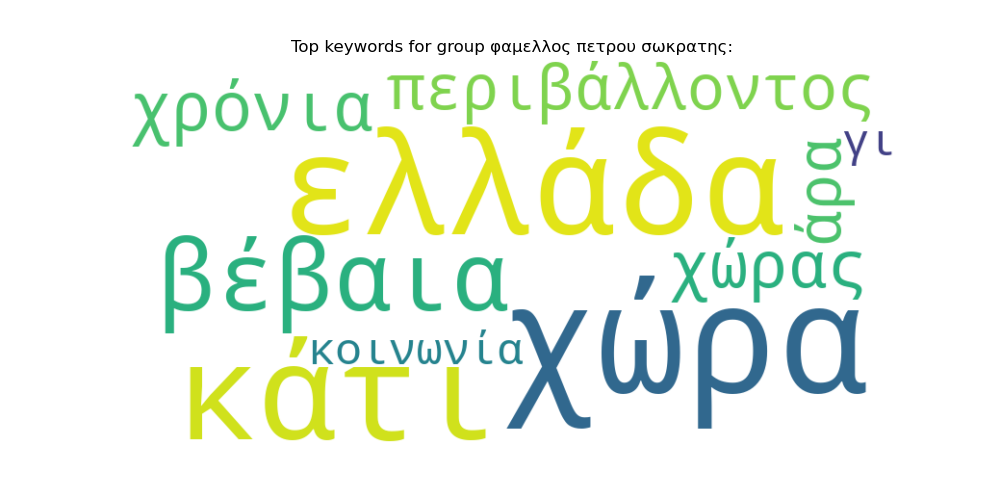 Top keywords for group φαμελλος πετρου σωκρατης:
χρόνια
περιβάλλοντος
ελλάδα
άρα
γι
βέβαια
χώρας
κοινωνία
κάτι
χώρα